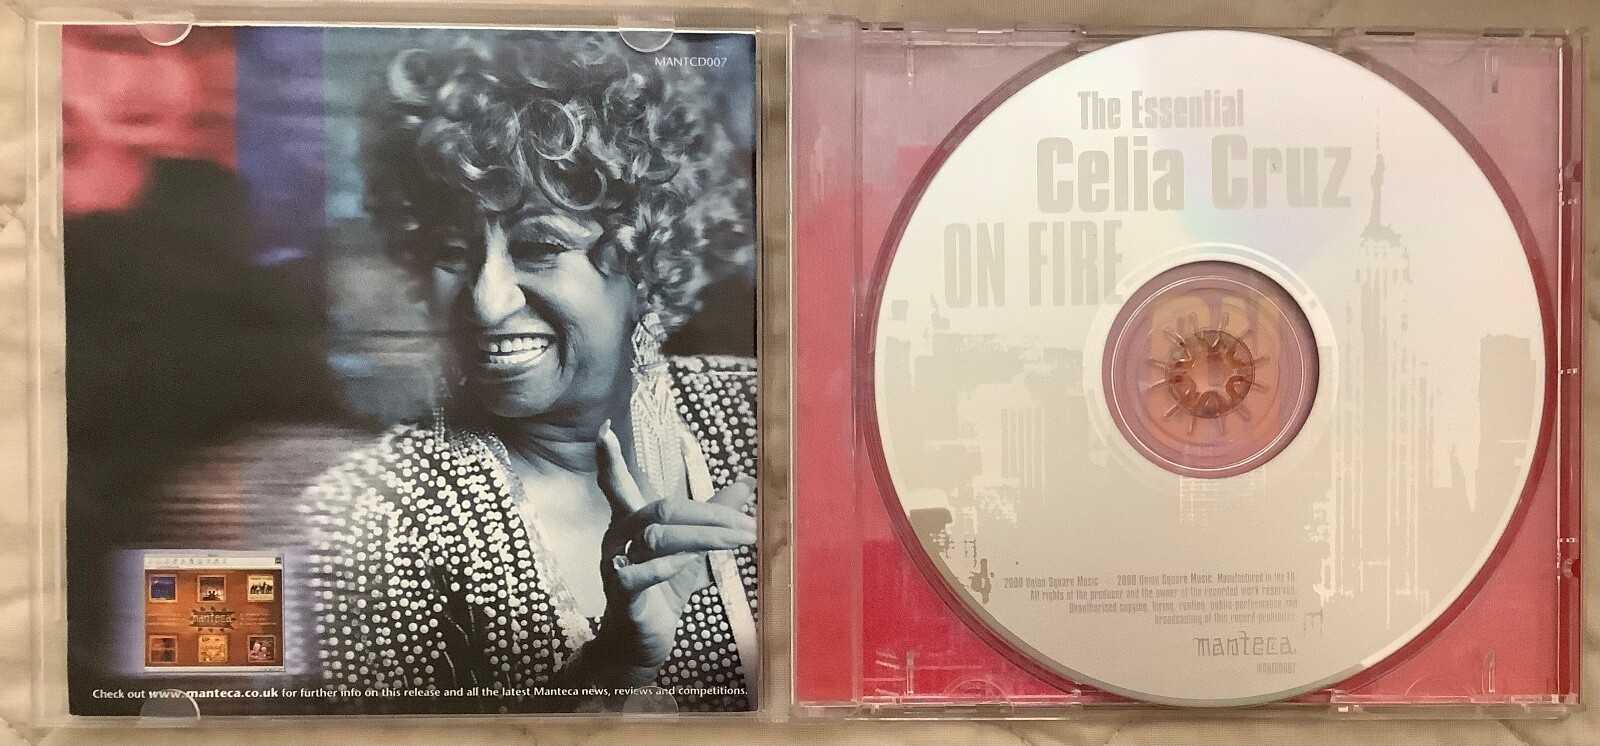 MANTCD007
manteca
Check out www.manteca.co.uk for further info on this release and all the latest Manteca news, reviews and competitions.
The Essential
Celia Cruz
ON FIRE
2000 Union Square Music 2000 Union Square Music. Manufactured in the EU
All rights of the producer and the owner of the recorded work reserved.
Unauthorised copying, hiring, renting, public performance and
broadcasting of this record prohibited.
manteca
MANTCD007